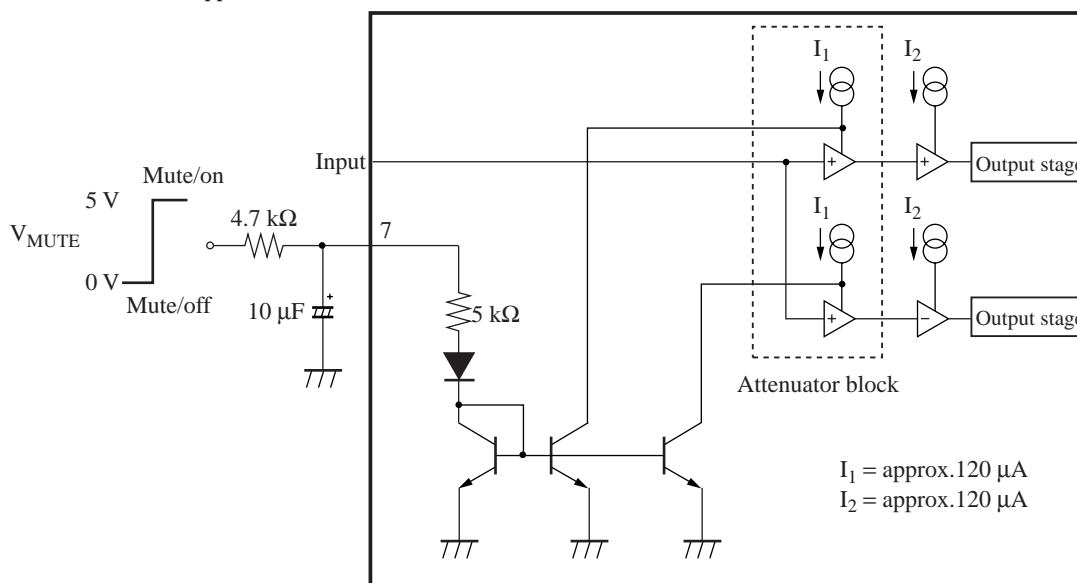 I1
I2
Mute/on
Input
Output stage
5 V
4.7 kΩ
7
I1
I2
VMUTE
0 V
Mute/off
10 μF
+
5 kΩ
+
+
+
−
Output stage
Attenuator block
I1 = approx.120 μA
I2 = approx.120 μA